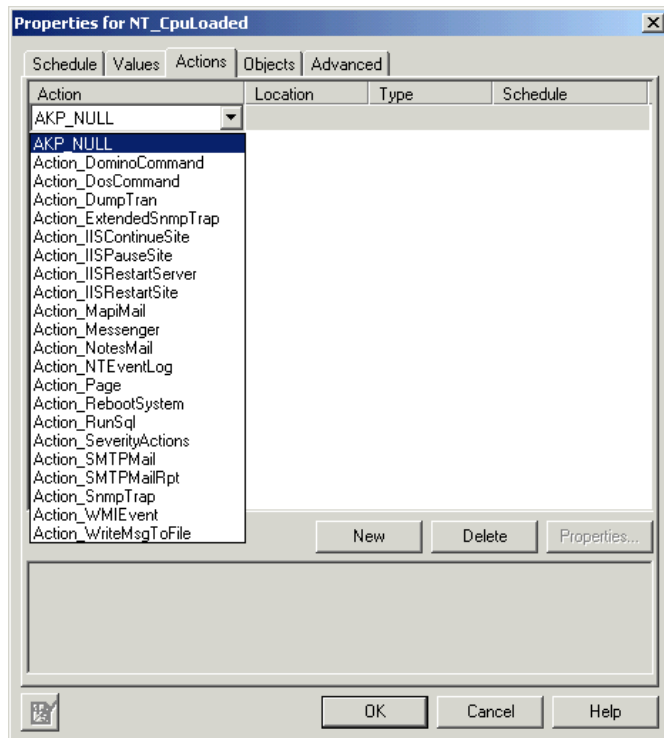 Properties for NT_CpuLoaded
Schedule Values Actions Objects Advanced
Action Location Type Schedule
AKP_NULL
AKP_NULL
Action_DominoCommand
Action_DosCommand
Action_DumpTran
Action_ExtendedSnmpTrap
Action_IISContinueSite
Action_IISPauseSite
Action_IISRestartServer
Action_IISRestartSite
Action_MapiMail
Action_Messenger
Action_NotesMail
Action_NTEventLog
Action_Page
Action_RebootSystem
Action_RunSql
Action_SeverityActions
Action_SMTPMail
Action_SMTPMailRpt
Action_SnmpTrap
Action_WMIEvent
Action_WriteMsgToFile
New Delete Properties...
OK Cancel Help